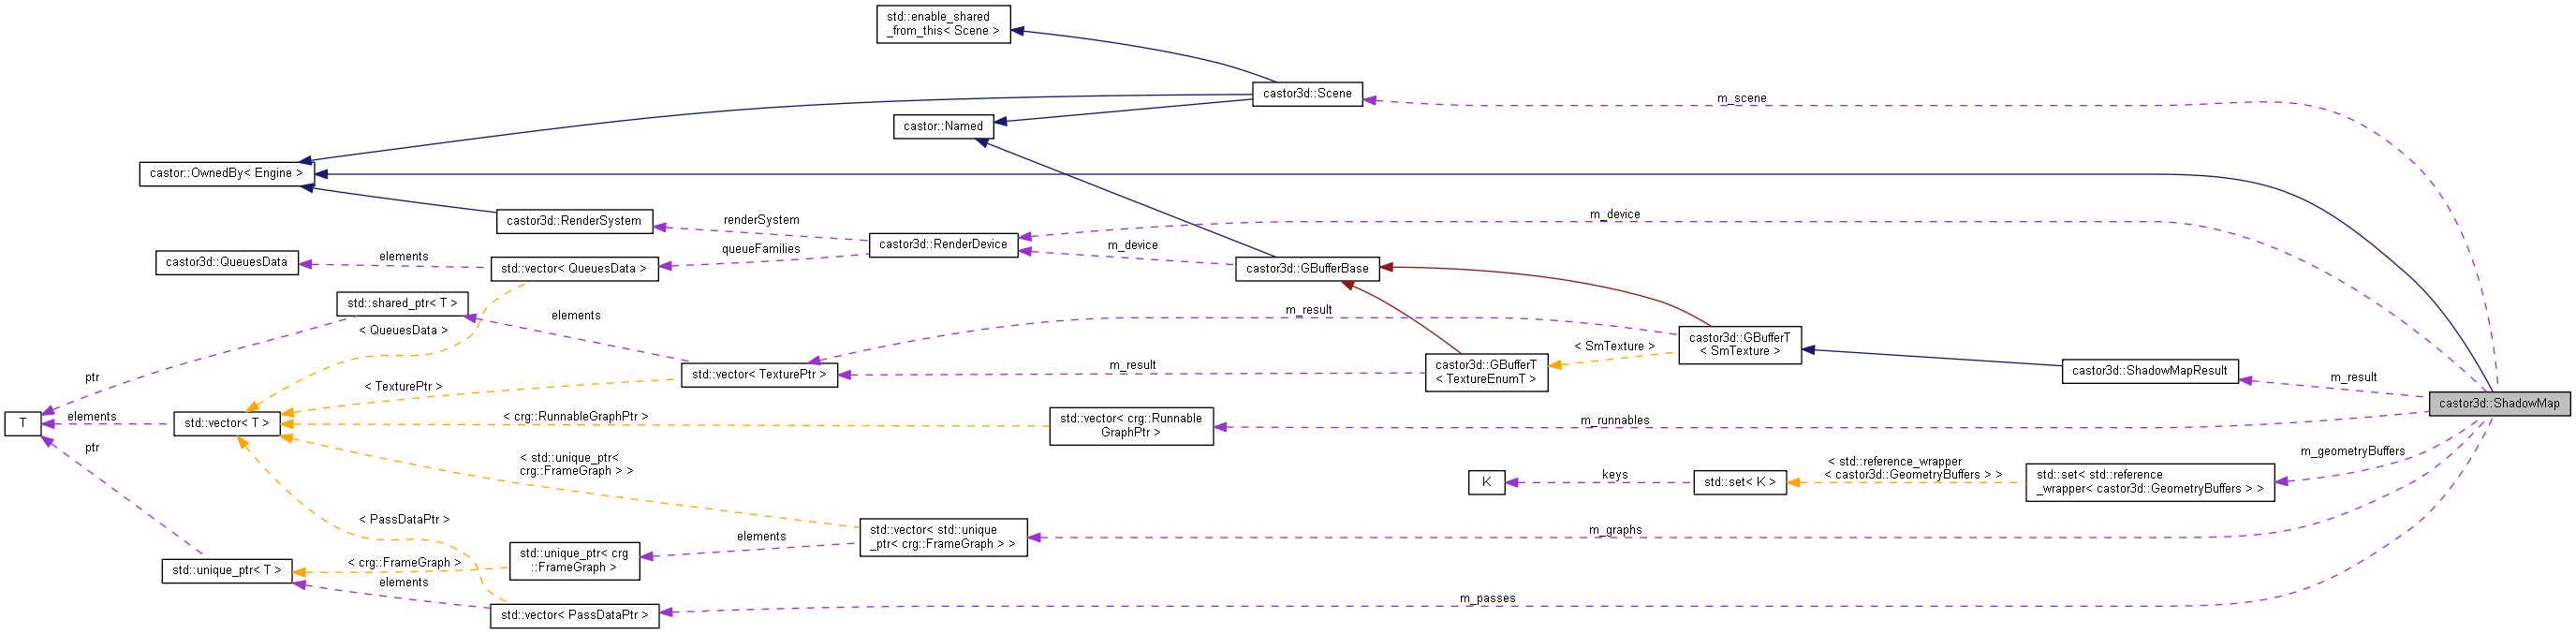 std::enable_shared
_from_this< Scene >
castor3d::Scene
m_scene
castor::Named
castor::OwnedBy< Engine >
castor3d::RenderSystem
renderSystem
m_device
castor3d::RenderDevice
m_device
queueFamilies
castor3d::QueuesData
elements
std::vector< QueuesData >
castor3d::GBufferBase
std::shared_ptr< T >
elements
m_result
< QueuesData >
castor3d::GBufferT
< SmTexture >
< SmTexture >
castor3d::GBufferT
< TextureEnumT >
m_result
std::vector< TexturePtr >
castor3d::ShadowMapResult
m_result
ptr
< TexturePtr >
castor3d::ShadowMap
T
elements
std::vector< T >
< crg::RunnableGraphPtr >
std::vector< crg::Runnable
GraphPtr >
m_runnables
ptr
< std::unique_ptr<
crg::FrameGraph > >
m_geometryBuffers
K
keys
std::set< K >
< std::reference_wrapper
< castor3d::GeometryBuffers > >
std::set< std::reference
_wrapper< castor3d::GeometryBuffers > >
< PassDataPtr >
std::vector< std::unique
_ptr< crg::FrameGraph > >
m_graphs
elements
std::unique_ptr< crg
::FrameGraph >
< crg::FrameGraph >
std::unique_ptr< T >
elements
std::vector< PassDataPtr >
m_passes